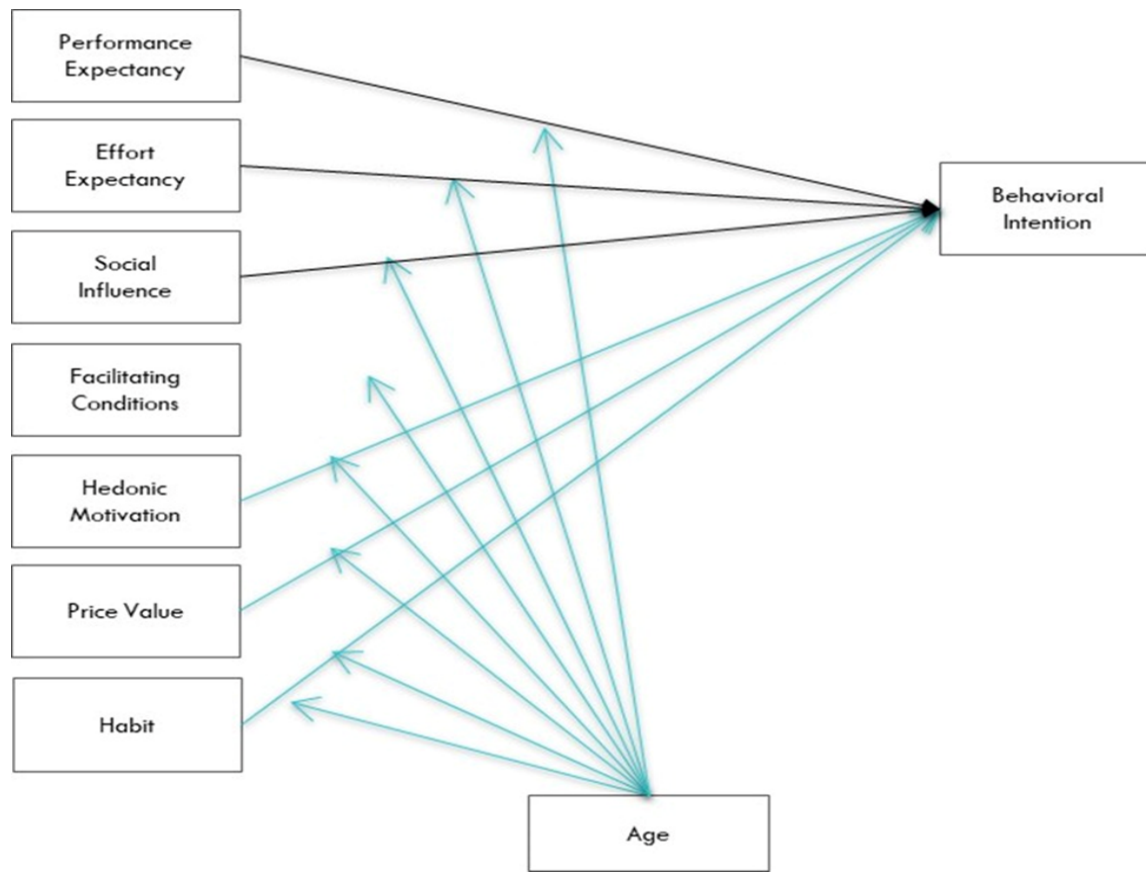 Performance
Expectancy
Effort
Expectancy
Social
Influence
Facilitating
Conditions
Hedonic
Motivation
Price Value
Habit
Behavioral
Intention
Age